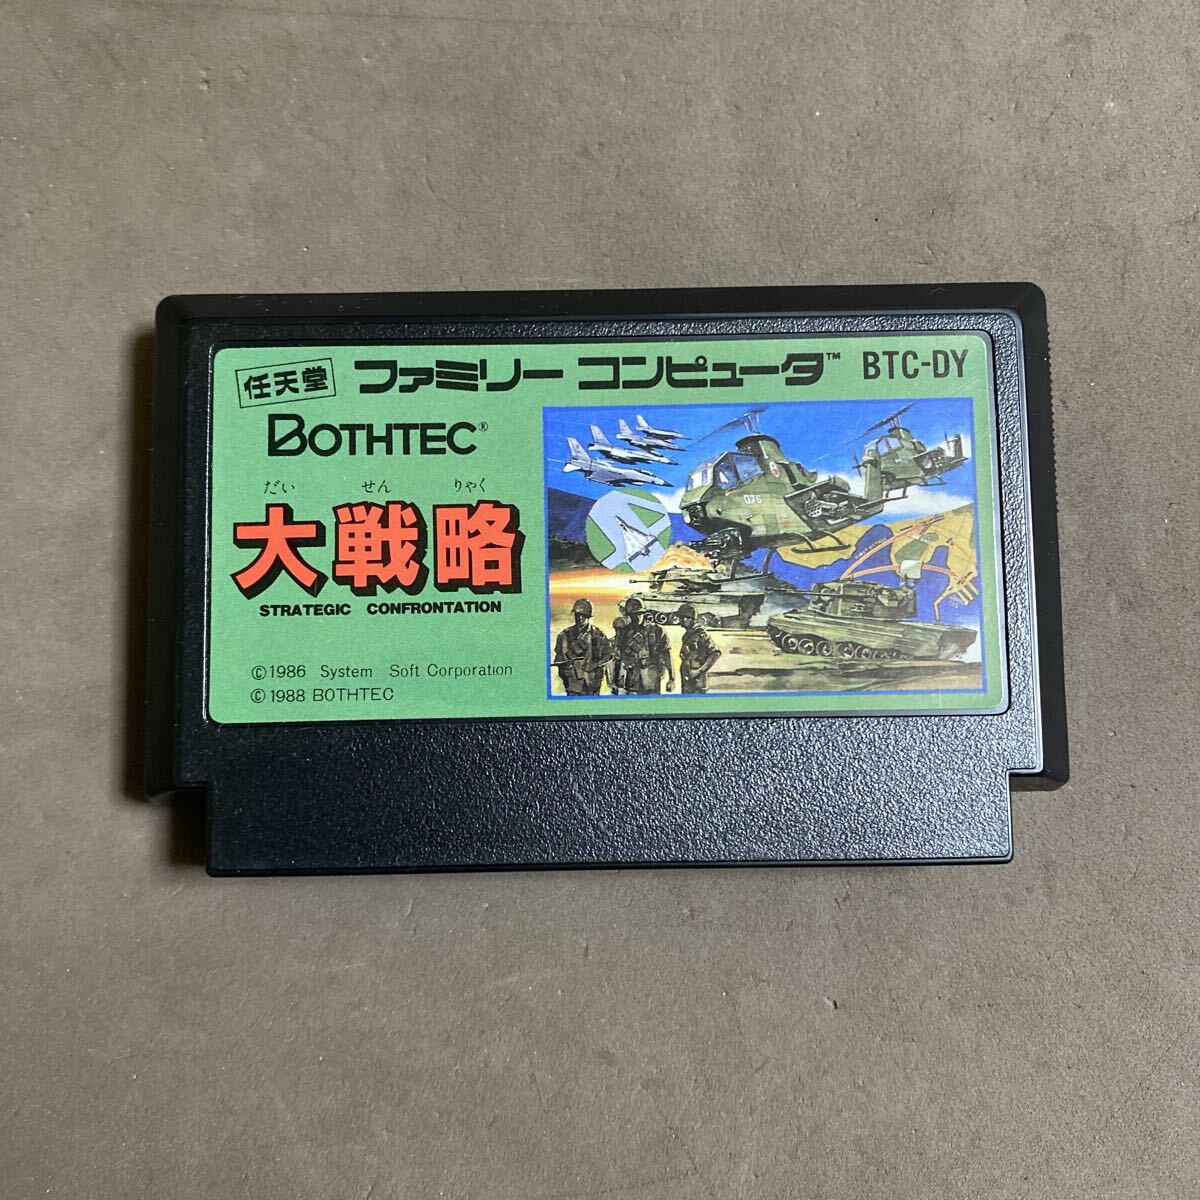 任天堂 ファミリー コンピュータ™ BTC-DY
BOTHTEC®
だい せん りゃく
大戦略
STRATEGIC CONFRONTATION
©1986 System Soft Corporation
©1988 BOTHTEC
076